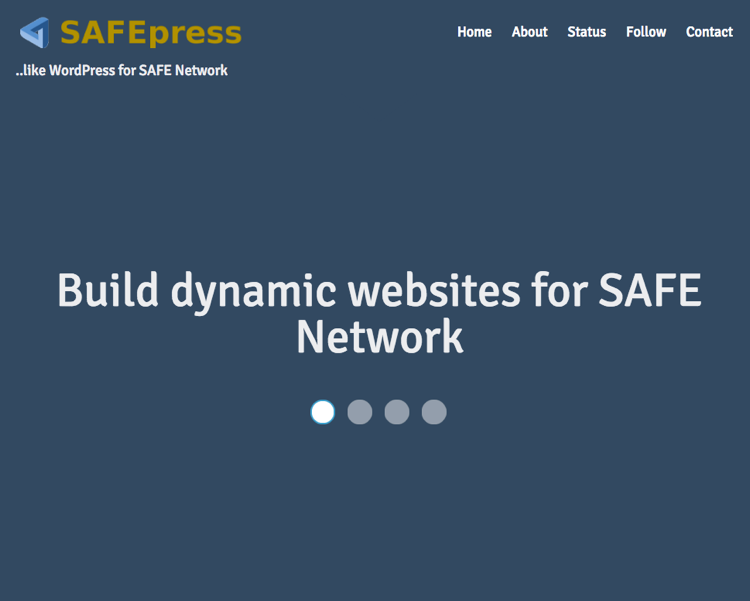 SAFEpress
Home About Status Follow Contact
..like WordPress for SAFE Network
Build dynamic websites for SAFE
Network